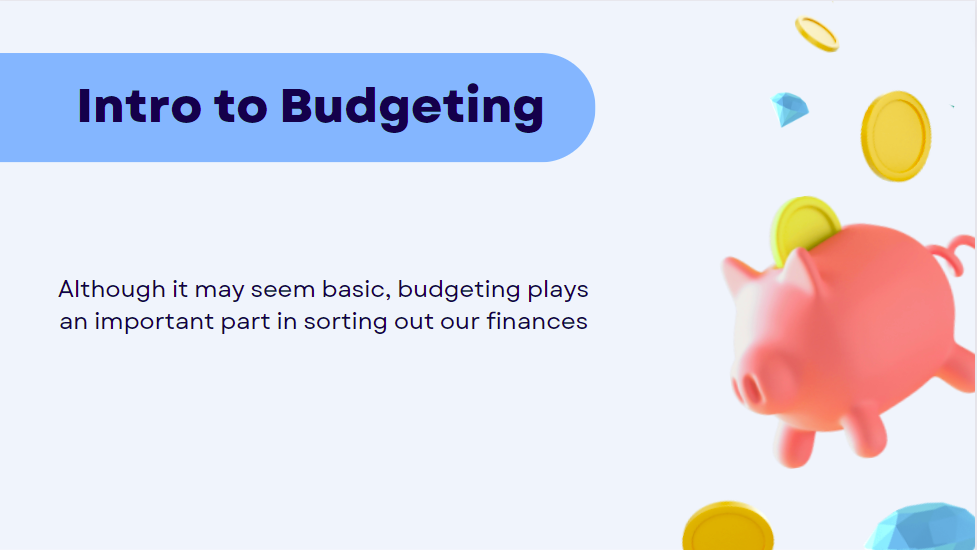 Intro to Budgeting
Although it may seem basic, budgeting plays
an important part in sorting out our finances